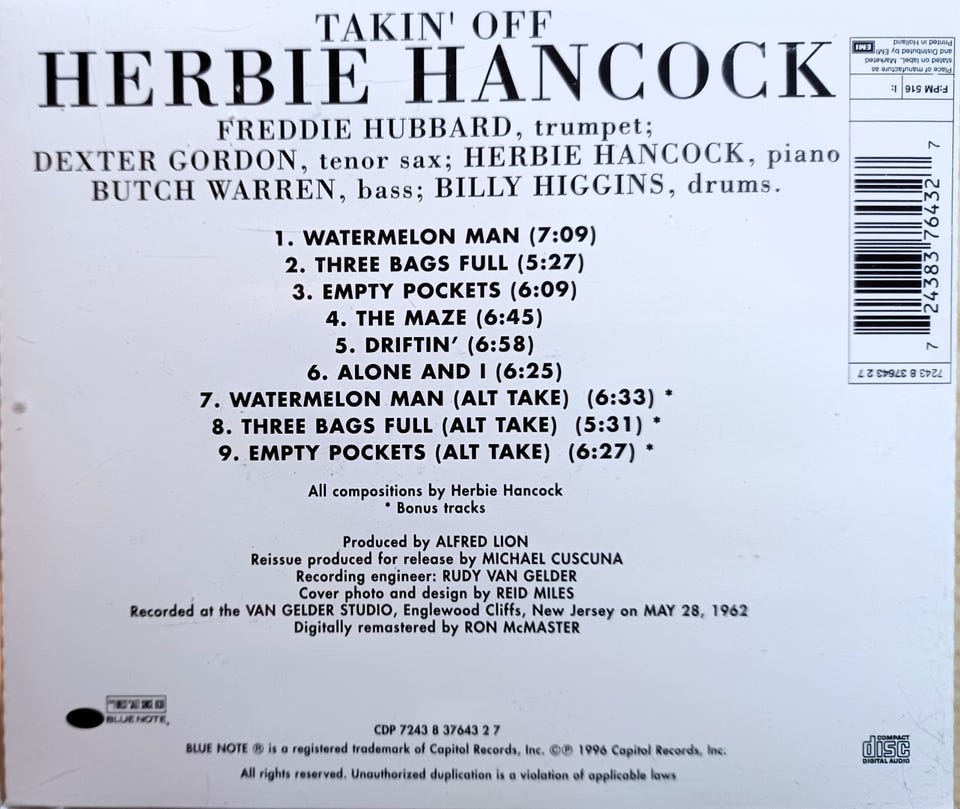 TAKIN' OFF
HERBIE HANCOCK
FREDDIE HUBBARD, trumpet;
DEXTER GORDON, tenor sax; HERBIE HANCOCK, piano
BUTCH WARREN, bass; BILLY HIGGINS, drums.
1. WATERMELON MAN (7:09)
2. THREE BAGS FULL (5:27)
3. EMPTY POCKETS (6:09)
4. THE MAZE (6:45)
5. DRIFTIN' (6:58)
6. ALONE AND I (6:25)
7. WATERMELON MAN (ALT TAKE) (6:33) *
8. THREE BAGS FULL (ALT TAKE) (5:31) *
9. EMPTY POCKETS (ALT TAKE) (6:27) *
All compositions by Herbie Hancock
* Bonus tracks
Produced by ALFRED LION
Reissue produced for release by MICHAEL CUSCUNA
Recording engineer: RUDY VAN GELDER
Cover photo and design by REID MILES
Recorded at the VAN GELDER STUDIO, Englewood Cliffs, New Jersey on MAY 28, 1962
Digitally remastered by RON McMASTER
BLUE NOTE
CDP 7243 8 37643 2 7
BLUE NOTE ® is a registered trademark of Capitol Records, Inc. ©℗ 1996 Capitol Records, Inc.
All rights reserved. Unauthorized duplication is a violation of applicable laws
COMPACT
disc
DIGITAL AUDIO
7243 8 37643 2 7
7 24383 76432 7
I:
F:PM 516
Place of manufacture as
stated on label. Marketed
and Distributed by EMI
Printed in Holland
EMI